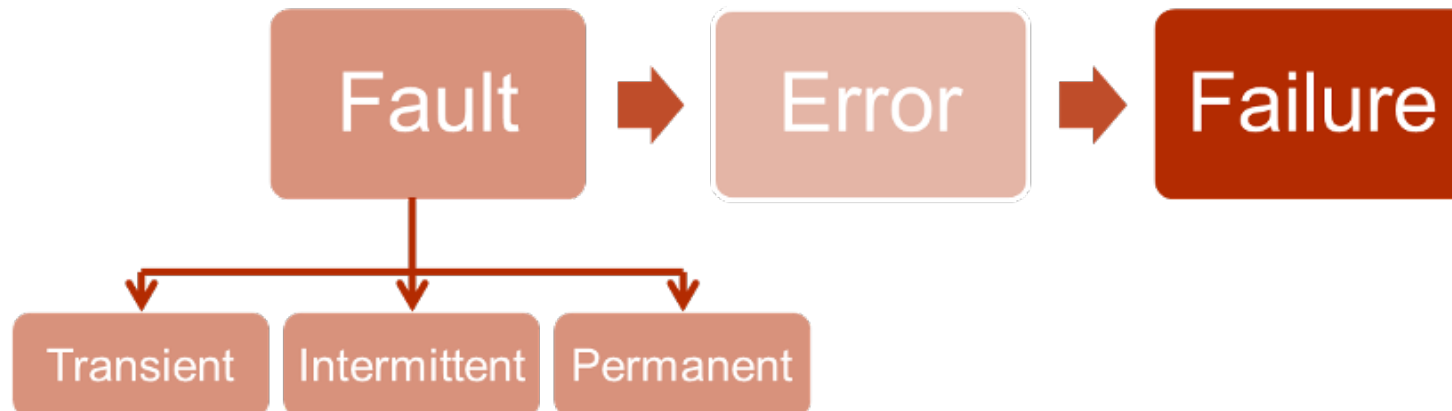 Fault
Error
Failure
Transient
Intermittent
Permanent